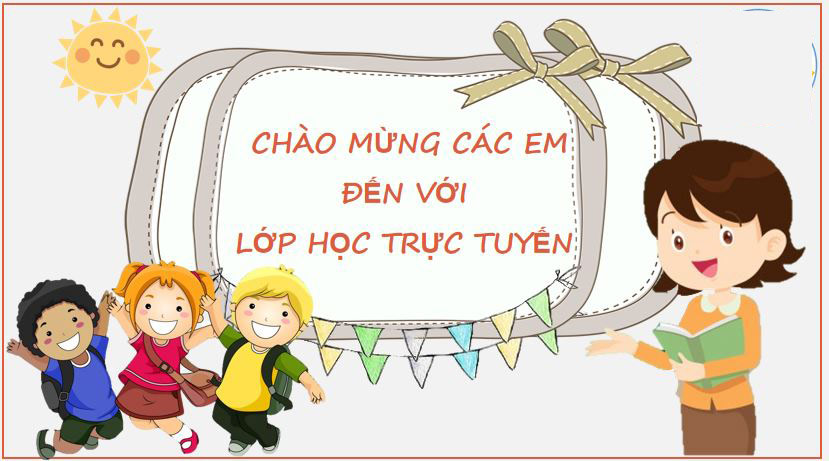 CHÀO MỪNG CÁC EM
ĐẾN VỚI
LỚP HỌC TRỰC TUYẾN